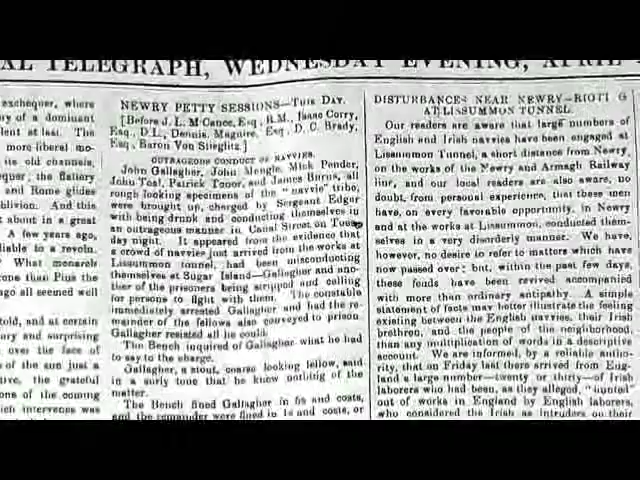 AL TELEGRAPH, WEDNESDAY EVENING, APRIL
exchequer, where
y of a dominant
lent at last. The
more-liberal mo-
its old channels,
quer; the flattery
and Rome glides
blivion. And this
t about in a great
A few years ago,
liable to a revolu.
What monarch
one than Pius the
ago all seemed well
told, and at certain
ary and surprising
over the face of
of the sun just a
ive, the grateful
one of the coming
ich intervenes was
NEWRY PETTY SESSIONS—THIS DAY.
[Before J. L. M'Cance, Esq., R.M., Isaac Corry,
Esq., D.L., Dennis Maguire, Esq., D. C. Brady,
Esq., Baron Von Stieglitz.]
OUTRAGEOUS CONDUCT OF NAVVIES.
John Gallagher, John Mengle, Mick Pender,
John Toal, Patrick Tonor, and James Burns, all
rough looking specimens of the "navvie" tribe,
were brought up, charged by Sergeant Edgar
with being drunk and conducting themselves in
an outrageous manner in Canal Street on Tues-
day night. It appeared from the evidence that
a crowd of navvies just arrived from the works at
Lissummon tunnel, had been misconducting
themselves at Sugar Island—Gallagher and ano-
ther of the prisoners being stripped and calling
for persons to fight with them. The constable
immediately arrested Gallagher and had the re-
mainder of the fellows also conveyed to prison
Gallagher resisted all he could.
The Bench inquired of Gallagher what he had
to say to the charge.
Gallagher, a stout, coarse looking fellow, said
in a surly tone that he knew nothing of the
matter.
The Bench fined Gallagher in 5s and costs,
and the remainder were fined in 1s and costs, or
DISTURBANCES NEAR NEWRY—RIOTING
AT LISSUMMON TUNNEL
Our readers are aware that large numbers of
English and Irish navvies have been engaged at
Lissummon Tunnel, a short distance from Newry,
on the works of the Newry and Armagh Railway
line, and our local readers are also aware, no
doubt, from personal experience, that these men
have, on every favorable opportunity, in Newry
and at the works at Lissummon, conducted them-
selves in a very disorderly manner. We have,
however, no desire to refer to matters which have
now passed over; but, within the past few days,
these feuds have been revived accompanied
with more than ordinary antipathy. A simple
statement of facts may better illustrate the feeling
existing between the English navvies, their Irish
brethren, and the people of the neighborhood,
than any multiplication of words in a descriptive
account. We are informed, by a reliable autho-
rity, that on Friday last there arrived from Eng-
land a large number—twenty or thirty—of Irish
laborers who had been, as they alleged, "hunted"
out of works in England by English laborers,
who considered the Irish as intruders on their